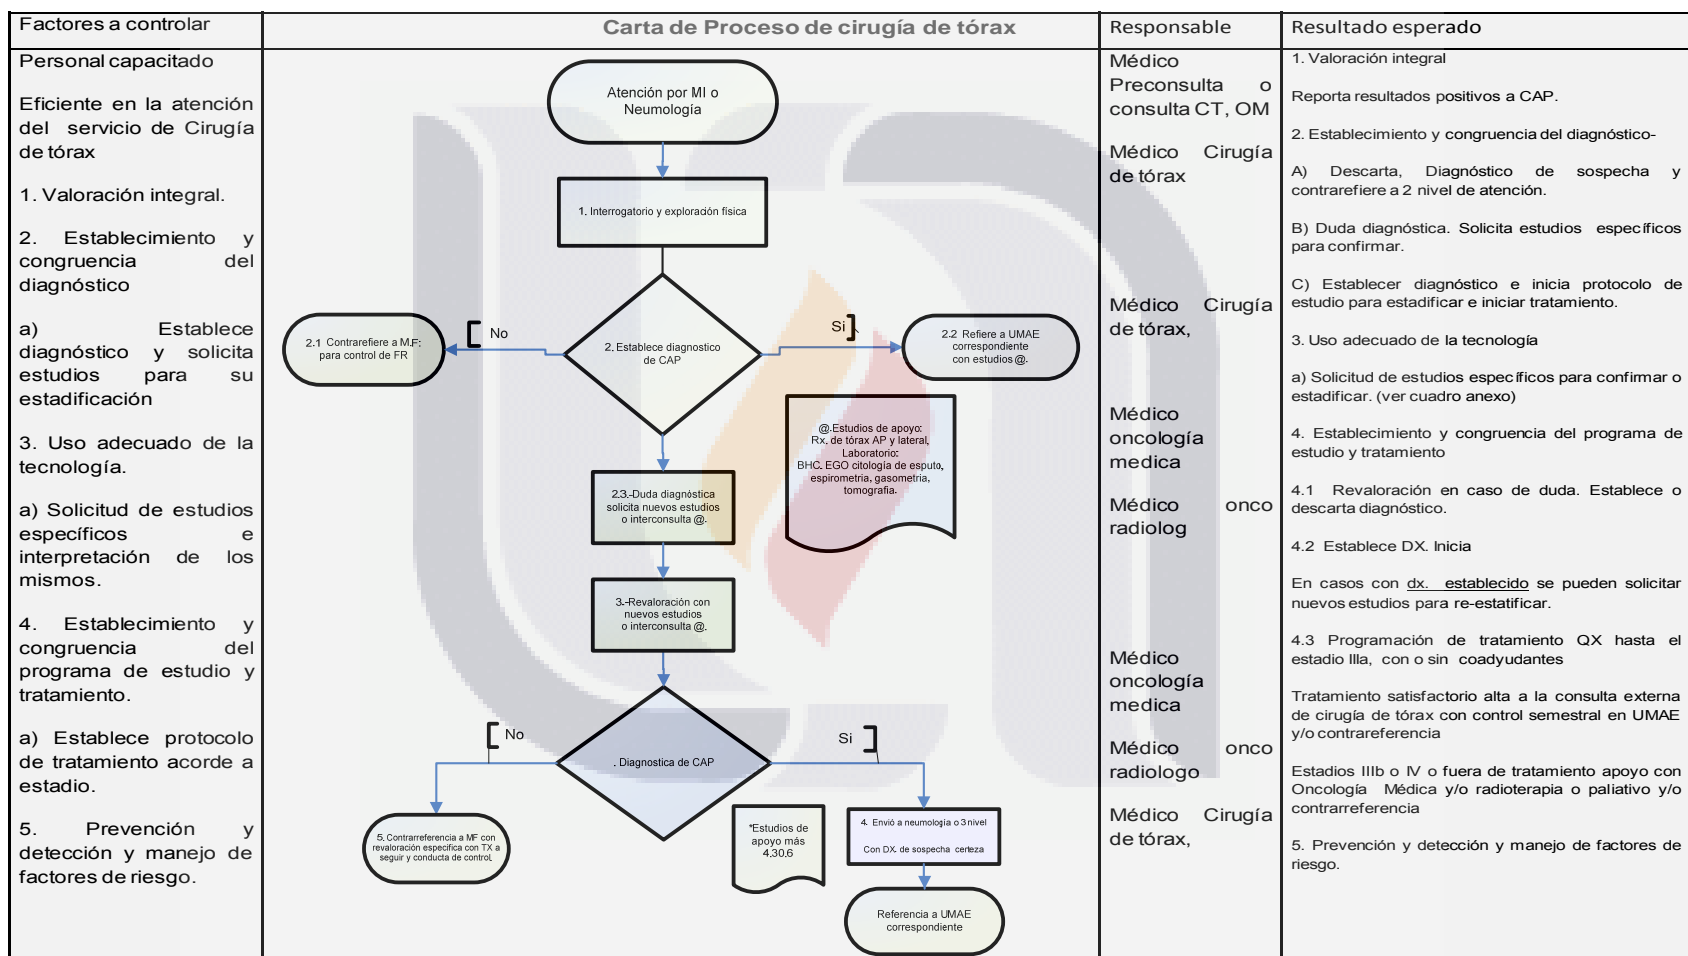 Factores a controlar
Carta de Proceso de cirugía de tórax
Responsable
Resultado esperado
Personal capacitado
Eficiente en la atención
del servicio de Cirugía
de tórax
1. Valoración integral.
2. Establecimiento y
congruencia del
diagnóstico
a) Establece
diagnóstico y solicita
estudios para su
estadificación
3. Uso adecuado de la
tecnología.
a) Solicitud de estudios
específicos e
interpretación de los
mismos.
4. Establecimiento y
congruencia del
programa de estudio y
tratamiento.
a) Establece protocolo
de tratamiento acorde a
estadio.
5. Prevención y
detección y manejo de
factores de riesgo.
Atención por MI o
Neumología
1. Interrogatorio y exploración física
2. Establece diagnostico
de CAP
No
Si
2.1 Contrarefiere a M.F:
para control de FR
2.2 Refiere a UMAE
correspondiente
con estudios @.
@.Estudios de apoyo:
Rx. de tórax AP y lateral,
Laboratorio:
BHC. EGO citología de esputo,
espirometria, gasometria,
tomografia.
2.3.-Duda diagnóstica
solicita nuevos estudios
o interconsulta @.
3.-Revaloración con
nuevos estudios
o interconsulta @.
No
Si
. Diagnostica de CAP
5. Contrarreferencia a MF con
revaloración especifica con TX a
seguir y conducta de control.
*Estudios de
apoyo más
4,30,6
4. Envió a neumología o 3 nivel
Con DX. de sospecha certeza
Referencia a UMAE
correspondiente
Médico
Preconsulta o
consulta CT, OM
Médico Cirugía
de tórax
Médico Cirugía
de tórax,
Médico
oncología
medica
Médico onco
radiolog
Médico
oncología
medica
Médico onco
radiologo
Médico Cirugía
de tórax,
1. Valoración integral
Reporta resultados positivos a CAP.
2. Establecimiento y congruencia del diagnóstico-
A) Descarta, Diagnóstico de sospecha y
contrarefiere a 2 nivel de atención.
B) Duda diagnóstica. Solicita estudios específicos
para confirmar.
C) Establecer diagnóstico e inicia protocolo de
estudio para estadificar e iniciar tratamiento.
3. Uso adecuado de la tecnología
a) Solicitud de estudios específicos para confirmar o
estadificar. (ver cuadro anexo)
4. Establecimiento y congruencia del programa de
estudio y tratamiento
4.1 Revaloración en caso de duda. Establece o
descarta diagnóstico.
4.2 Establece DX. Inicia
En casos con dx. establecido se pueden solicitar
nuevos estudios para re-estatificar.
4.3 Programación de tratamiento QX hasta el
estadio IIIa, con o sin coadyudantes
Tratamiento satisfactorio alta a la consulta externa
de cirugía de tórax con control semestral en UMAE
y/o contrareferencia
Estadios IIIb o IV o fuera de tratamiento apoyo con
Oncología Médica y/o radioterapia o paliativo y/o
contrarreferencia
5. Prevención y detección y manejo de factores de
riesgo.